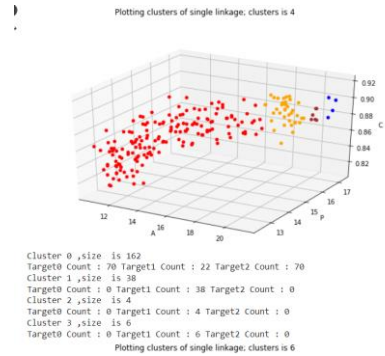 Plotting clusters of single linkage; clusters is 4
0.92
0.90
0.88
0.86
0.84
0.82
C
12
14
16
18
20
A
13
14
15
16
17
P
Cluster 0 ,size  is 162
Target0 Count : 70 Target1 Count : 22 Target2 Count : 70
Cluster 1 ,size  is 38
Target0 Count : 0 Target1 Count : 38 Target2 Count : 0
Cluster 2 ,size  is 4
Target0 Count : 0 Target1 Count : 4 Target2 Count : 0
Cluster 3 ,size  is 6
Target0 Count : 0 Target1 Count : 6 Target2 Count : 0
Plotting clusters of single linkage; clusters is 6